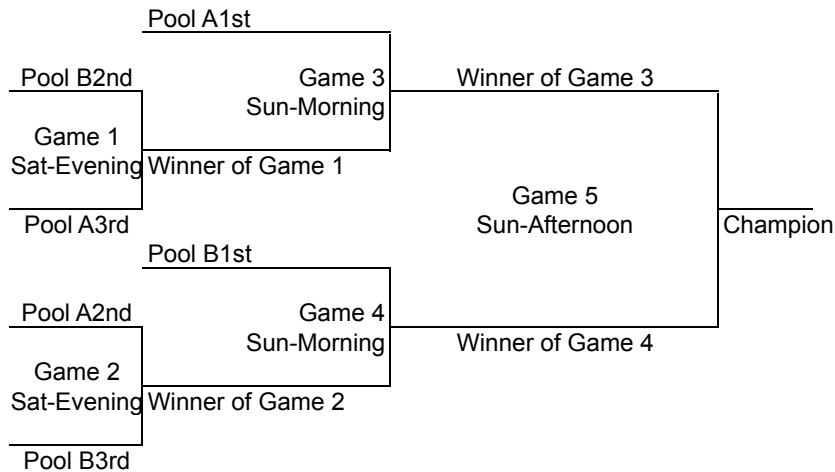 Pool A1st
Pool B2nd
Game 3
Sun-Morning
Winner of Game 3
Game 1
Sat-Evening
Winner of Game 1
Pool A3rd
Game 5
Sun-Afternoon
Champion
Pool B1st
Pool A2nd
Game 4
Sun-Morning
Winner of Game 4
Game 2
Sat-Evening
Winner of Game 2
Pool B3rd